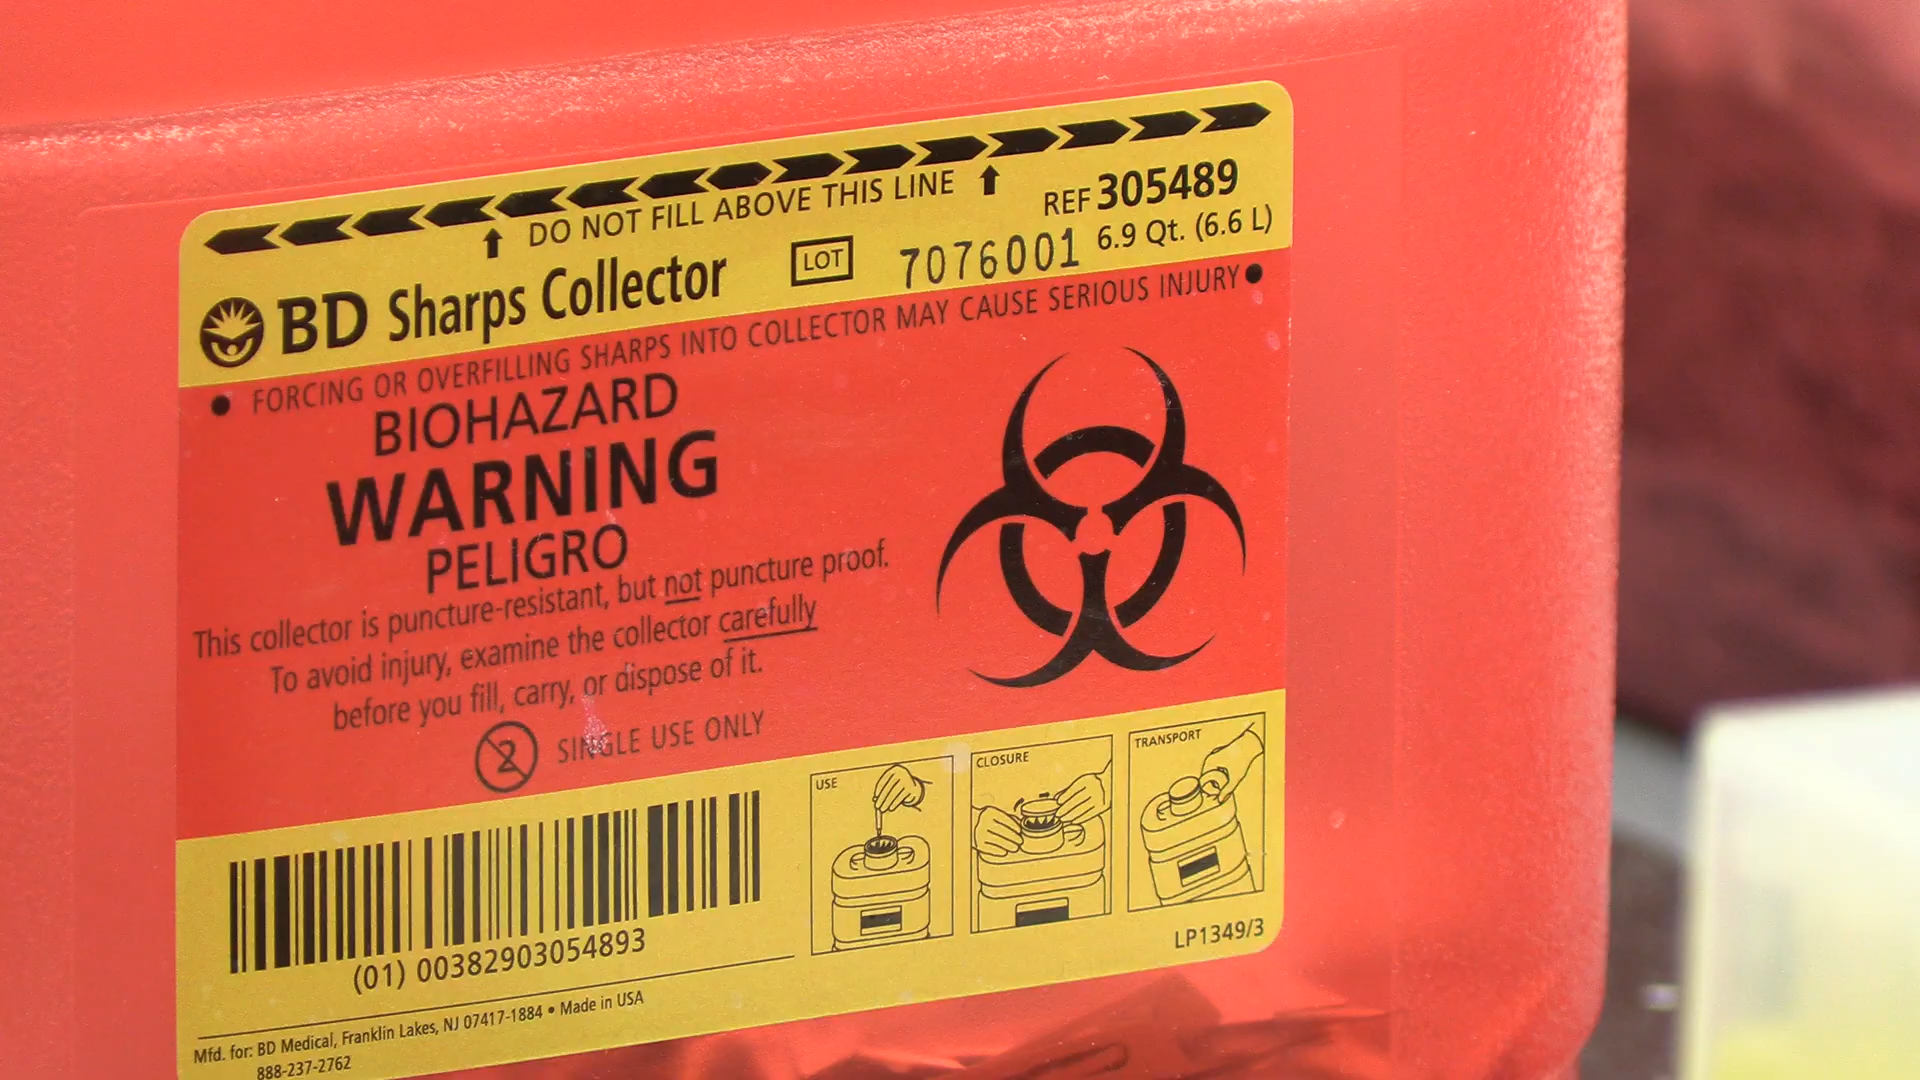 DO NOT FILL ABOVE THIS LINE
REF 305489
BD Sharps Collector
LOT 7076001 6.9 Qt. (6.6 L)
• FORCING OR OVERFILLING SHARPS INTO COLLECTOR MAY CAUSE SERIOUS INJURY •
BIOHAZARD
WARNING
PELIGRO
This collector is puncture-resistant, but not puncture proof.
To avoid injury, examine the collector carefully
before you fill, carry, or dispose of it.
2 SINGLE USE ONLY
USE
CLOSURE
TRANSPORT
(01) 00382903054893
LP1349/3
Mfd. for: BD Medical, Franklin Lakes, NJ 07417-1884 • Made in USA
888-237-2762